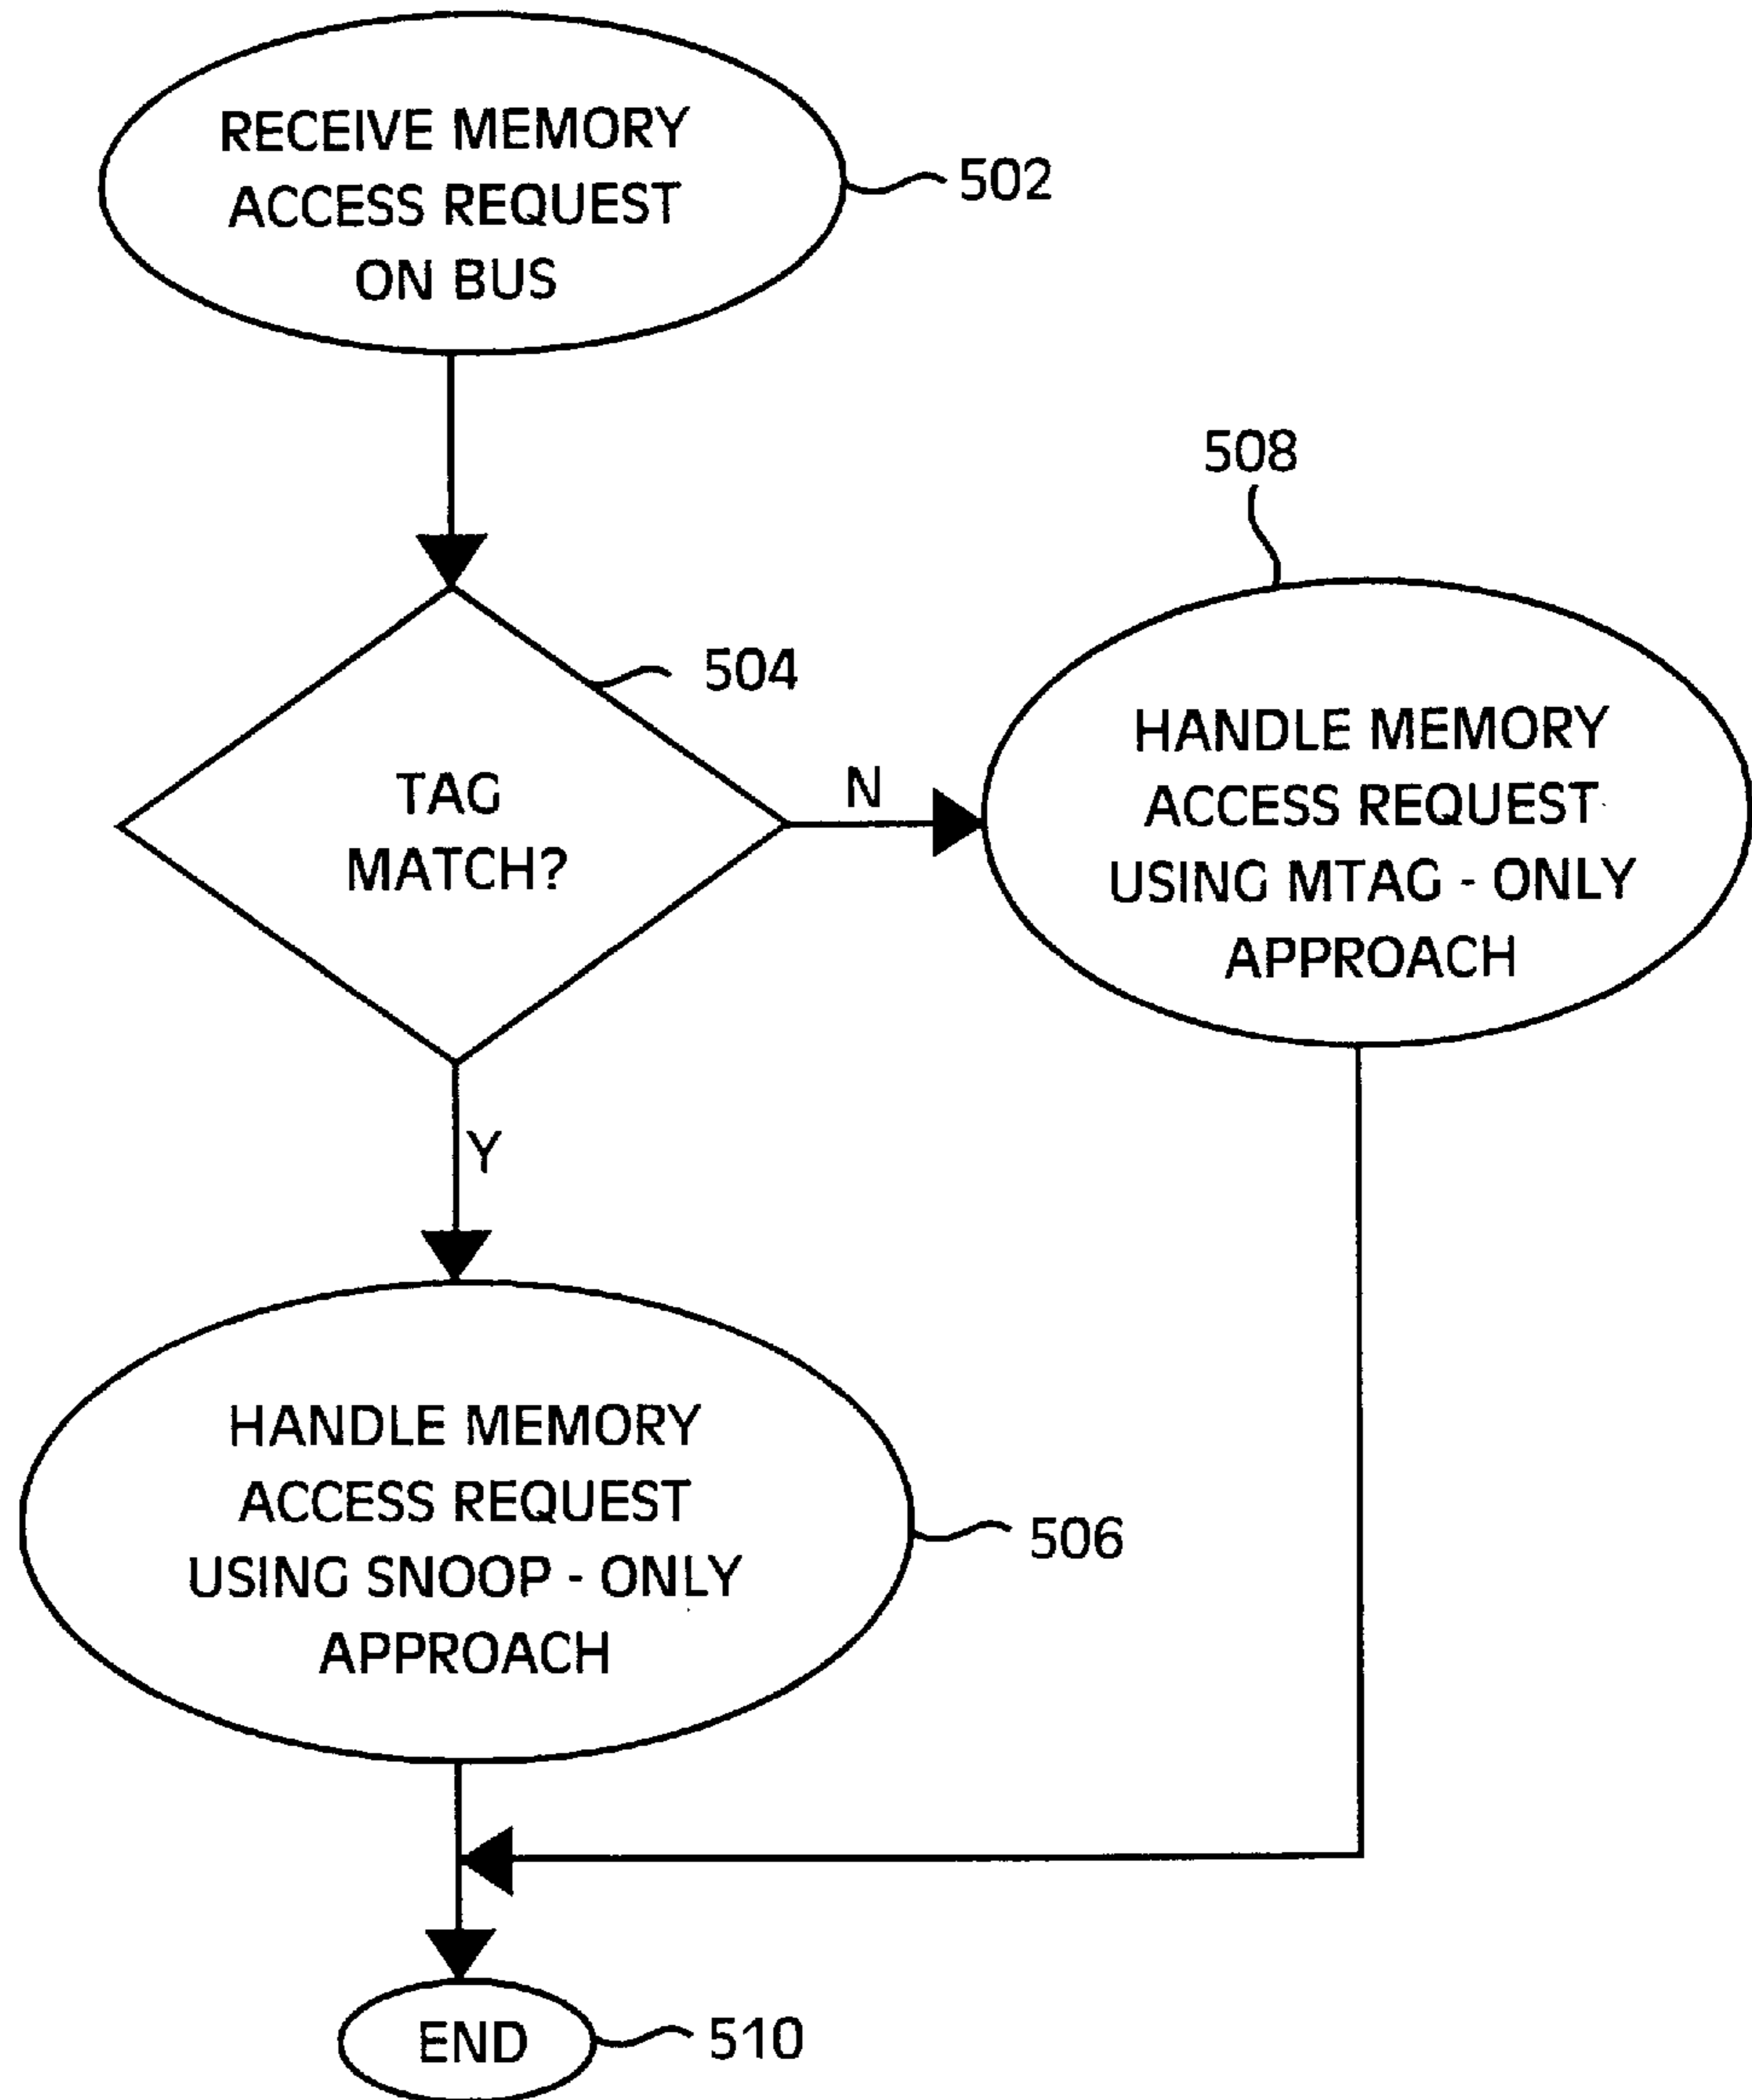 RECEIVE MEMORY
ACCESS REQUEST
ON BUS
502
508
504
TAG
MATCH?
N
HANDLE MEMORY
ACCESS REQUEST
USING MTAG - ONLY
APPROACH
Y
HANDLE MEMORY
ACCESS REQUEST
USING SNOOP - ONLY
APPROACH
506
END
510